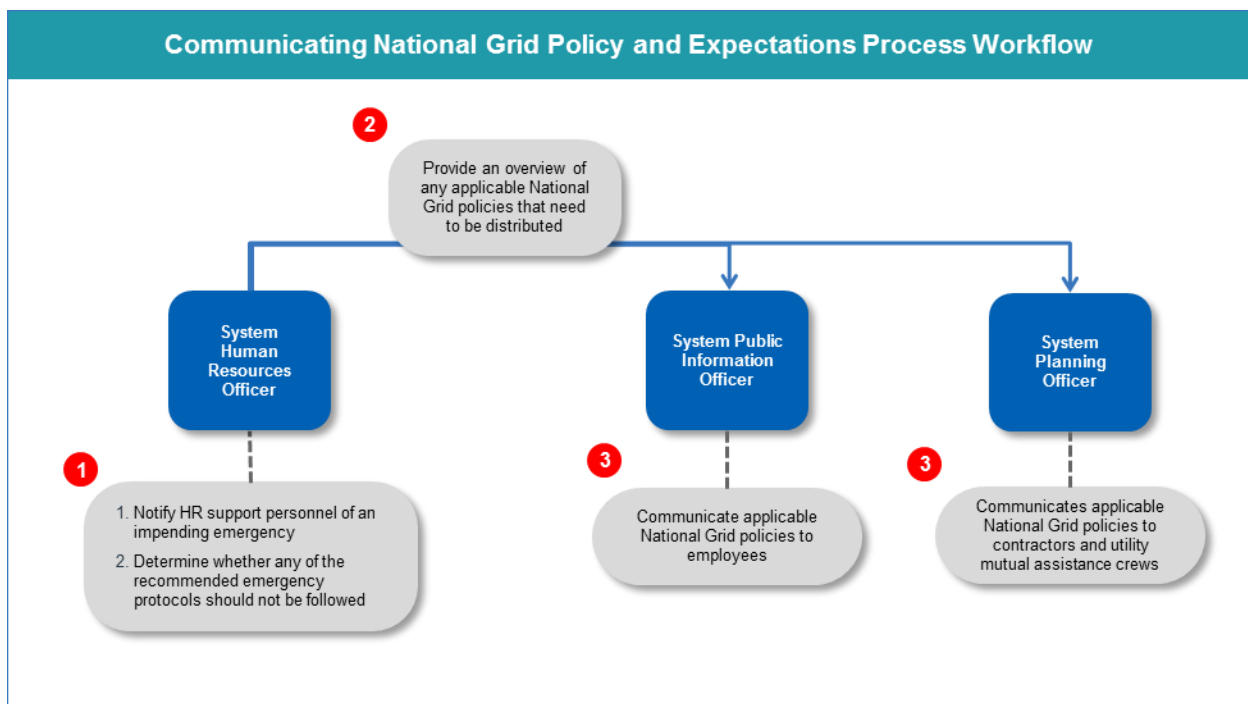 Communicating National Grid Policy and Expectations Process Workflow
2
Provide an overview of
any applicable National
Grid policies that need
to be distributed
System
Human
Resources
Officer
System Public
Information
Officer
System
Planning
Officer
1
1. Notify HR support personnel of an
impending emergency
2. Determine whether any of the
recommended emergency
protocols should not be followed
3
Communicate applicable
National Grid policies to
employees
3
Communicates applicable
National Grid policies to
contractors and utility
mutual assistance crews